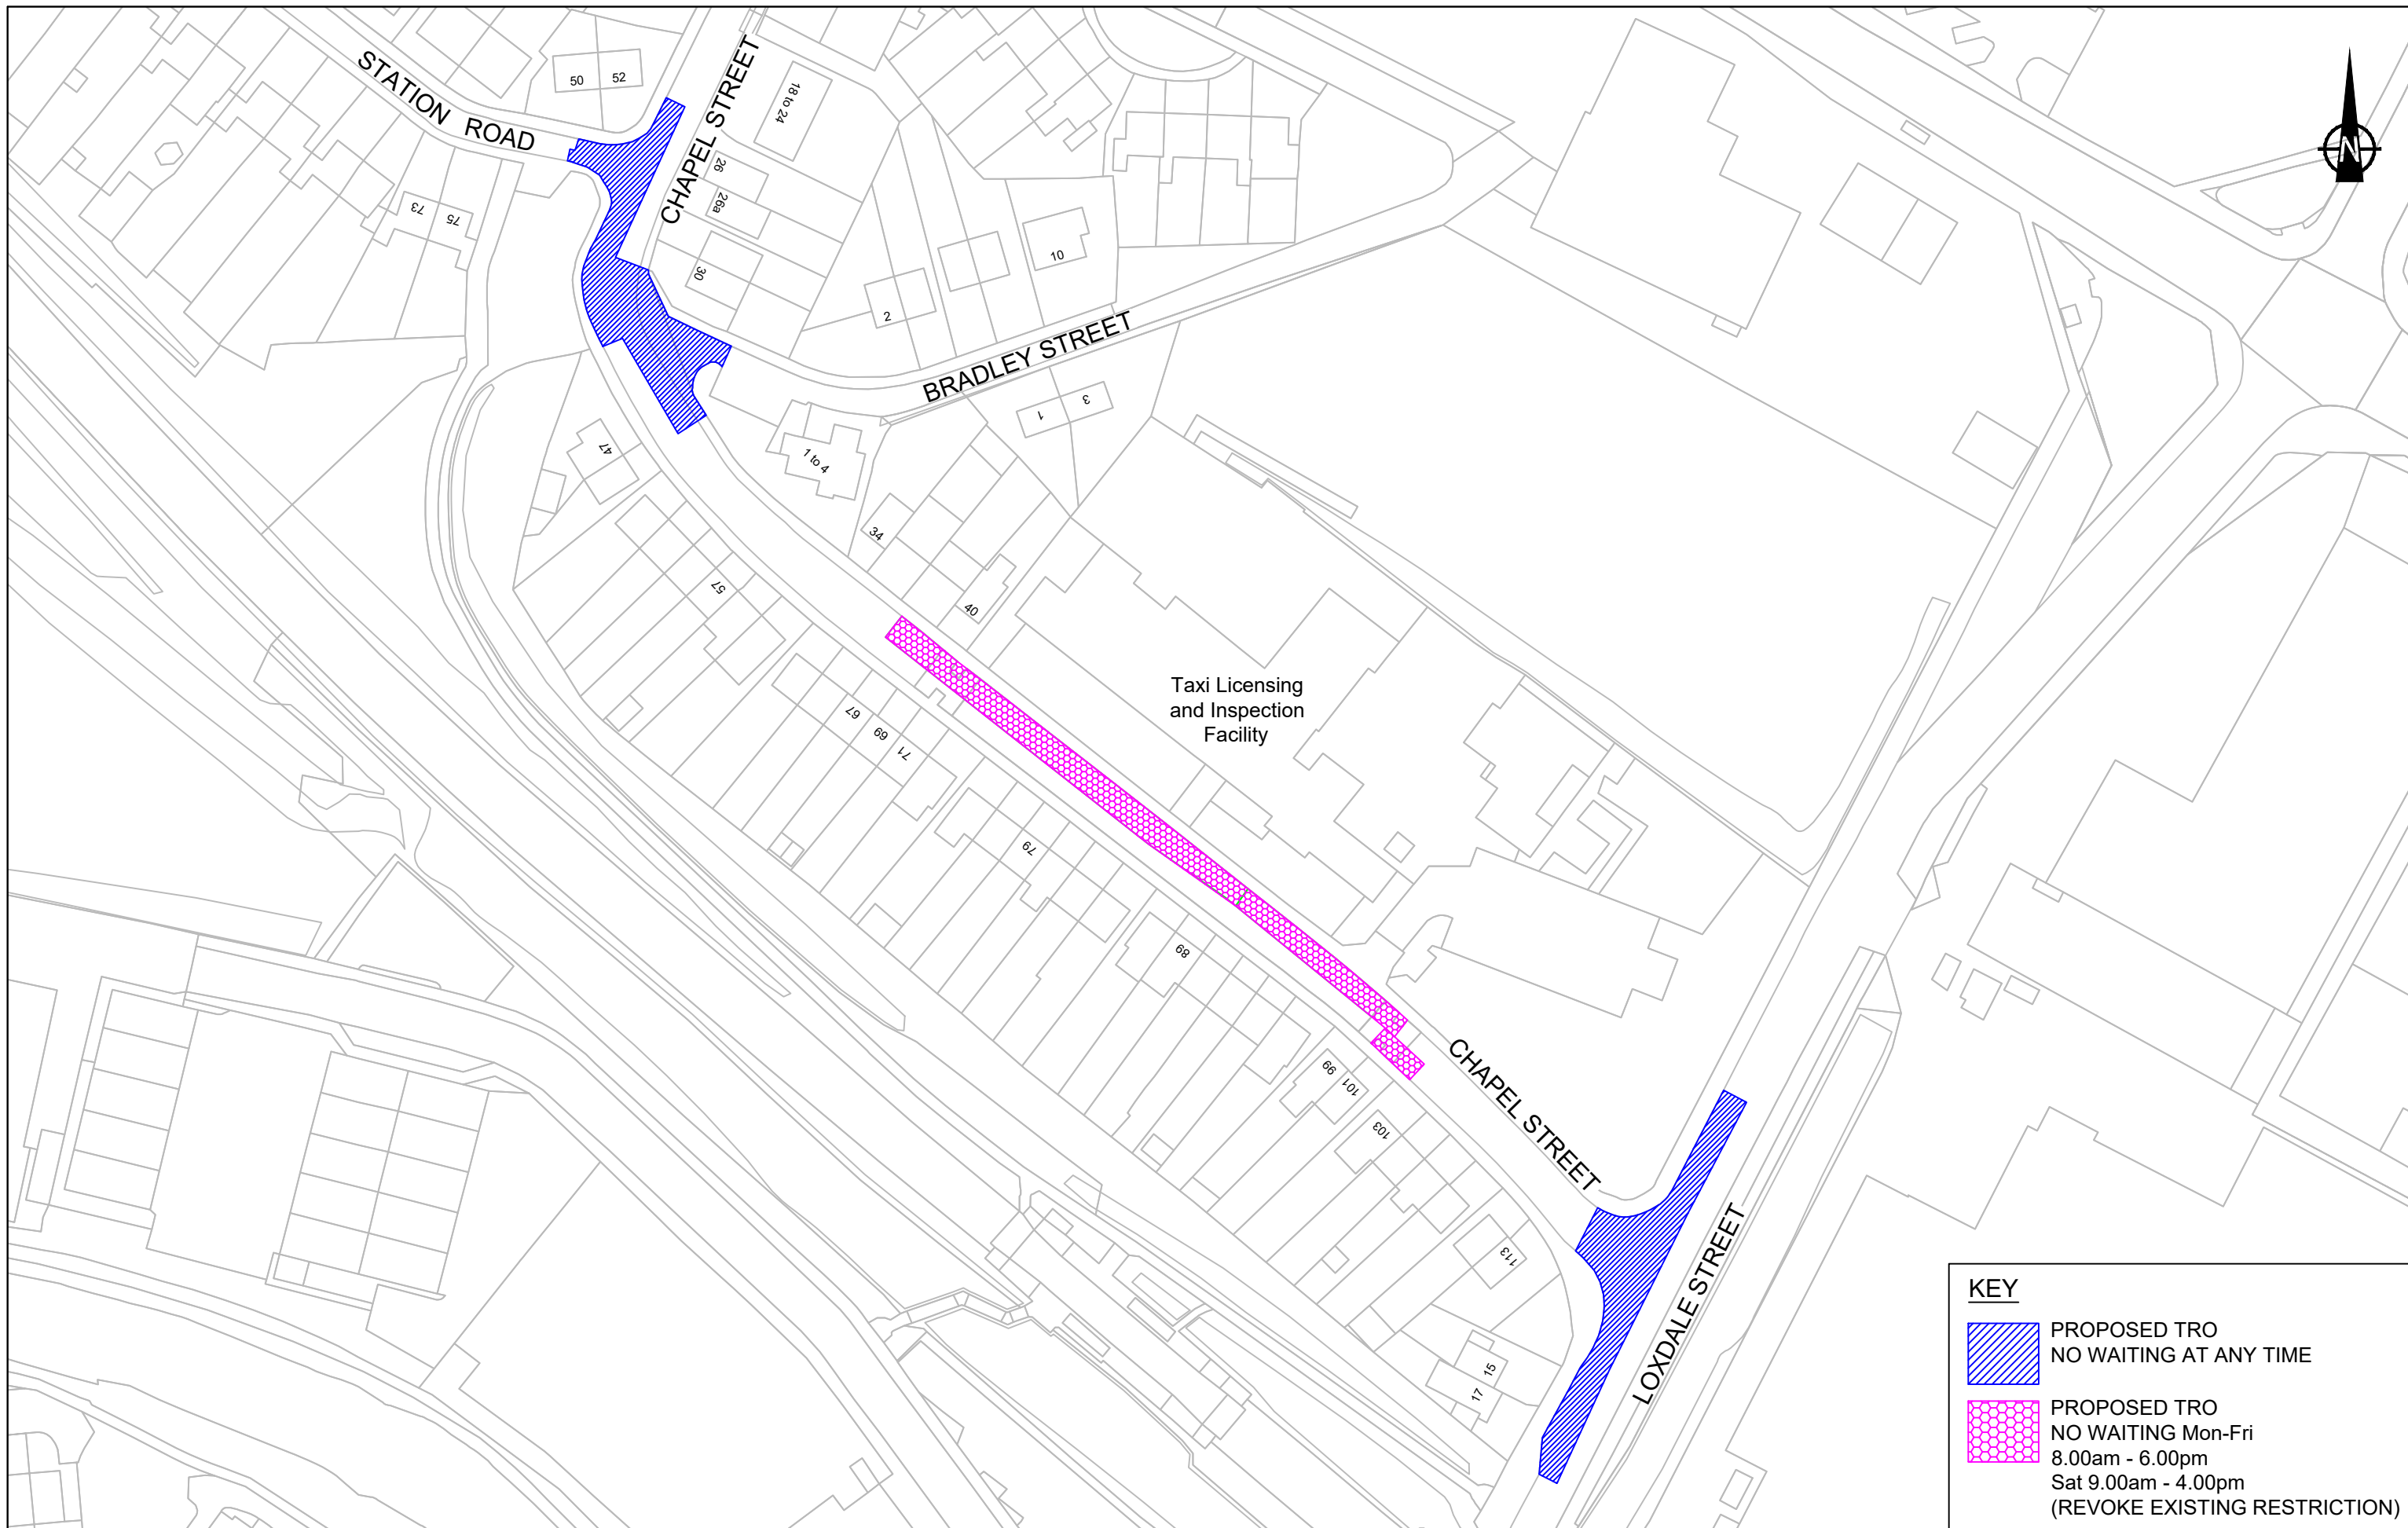 STATION ROAD
50
52
CHAPEL STREET
18 to 24
26
26a
30
73
75
2
10
BRADLEY STREET
1
3
47
1 to 4
34
40
57
67
69
71
Taxi Licensing
and Inspection
Facility
79
89
99
101
103
CHAPEL STREET
113
15
17
LOXDALE STREET
N
KEY
PROPOSED TRO
NO WAITING AT ANY TIME
PROPOSED TRO
NO WAITING Mon-Fri
8.00am - 6.00pm
Sat 9.00am - 4.00pm
(REVOKE EXISTING RESTRICTION)